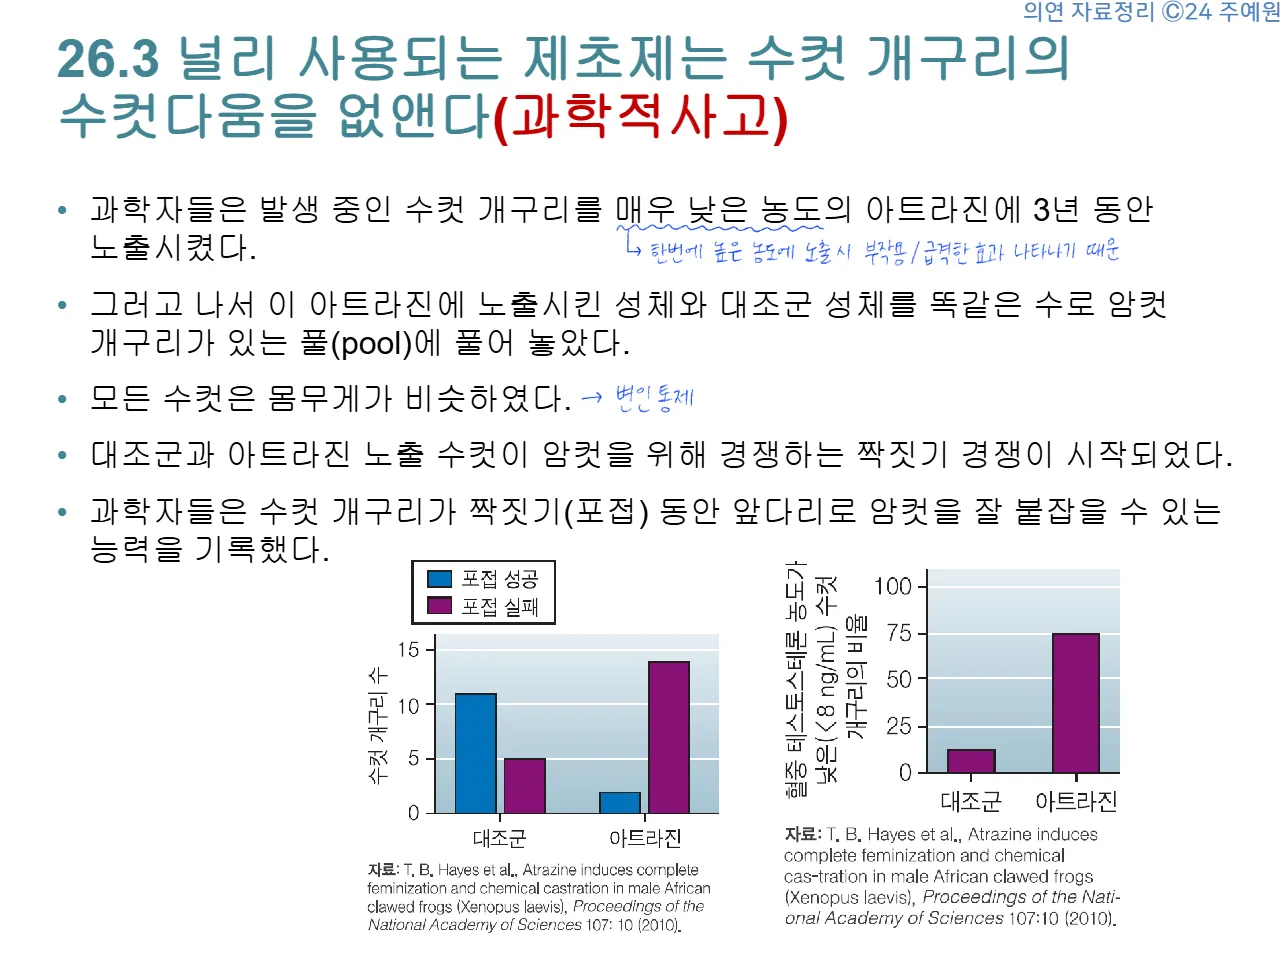 의연 자료정리 ⓒ24 주예원
26.3 널리 사용되는 제초제는 수컷 개구리의
수컷다움을 없앤다(과학적사고)
• 과학자들은 발생 중인 수컷 개구리를 매우 낮은 농도의 아트라진에 3년 동안
노출시켰다.
↳ 한번에 높은 농도에 노출 시 부작용/급격한 효과 나타나기 때문
• 그러고 나서 이 아트라진에 노출시킨 성체와 대조군 성체를 똑같은 수로 암컷
개구리가 있는 풀(pool)에 풀어 놓았다.
• 모든 수컷은 몸무게가 비슷하였다. → 변인통제
• 대조군과 아트라진 노출 수컷이 암컷을 위해 경쟁하는 짝짓기 경쟁이 시작되었다.
• 과학자들은 수컷 개구리가 짝짓기(포접) 동안 앞다리로 암컷을 잘 붙잡을 수 있는
능력을 기록했다.
포접 성공
포접 실패
수컷 개구리 수
15
10
5
0
대조군 아트라진
자료: T. B. Hayes et al., Atrazine induces complete
feminization and chemical castration in male African
clawed frogs (Xenopus laevis), Proceedings of the
National Academy of Sciences 107: 10 (2010).
혈중 테스토스테론 농도가
낮은(<8 ng/mL) 수컷
개구리의 비율
100
75
50
25
0
대조군 아트라진
자료: T. B. Hayes et al., Atrazine induces
complete feminization and chemical
cas-tration in male African clawed frogs
(Xenopus laevis), Proceedings of the Nati-
onal Academy of Sciences 107:10 (2010).